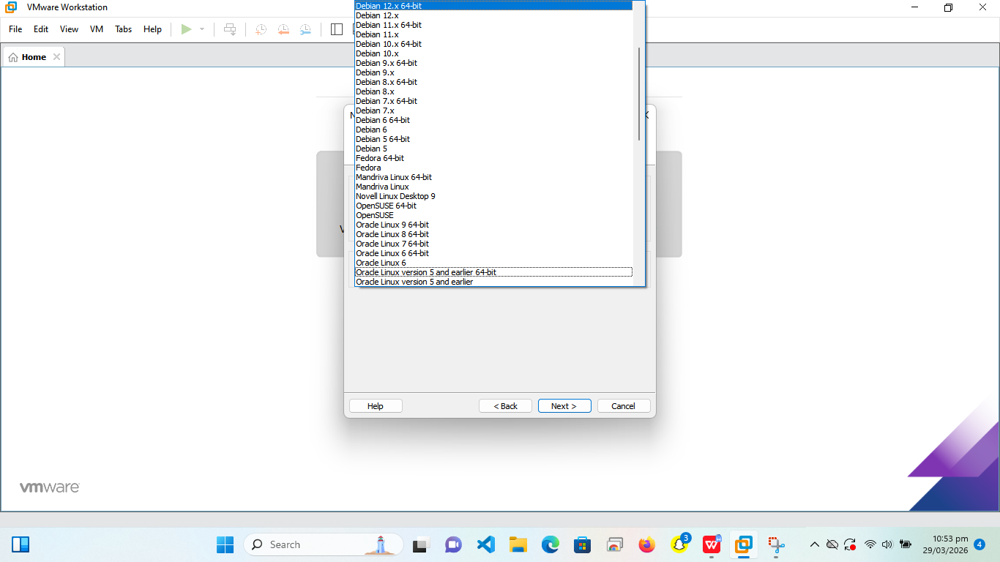 VMware Workstation
File Edit View VM Tabs Help
Home
Debian 12.x 64-bit
Debian 12.x
Debian 11.x 64-bit
Debian 11.x
Debian 10.x 64-bit
Debian 10.x
Debian 9.x 64-bit
Debian 9.x
Debian 8.x 64-bit
Debian 8.x
Debian 7.x 64-bit
Debian 7.x
Debian 6 64-bit
Debian 6
Debian 5 64-bit
Debian 5
Fedora 64-bit
Fedora
Mandriva Linux 64-bit
Mandriva Linux
Novell Linux Desktop 9
OpenSUSE 64-bit
OpenSUSE
Oracle Linux 9 64-bit
Oracle Linux 8 64-bit
Oracle Linux 7 64-bit
Oracle Linux 6 64-bit
Oracle Linux 6
Oracle Linux version 5 and earlier 64-bit
Oracle Linux version 5 and earlier
Help < Back Next > Cancel
vmware
Search
3
10:53 pm
29/03/2026
4